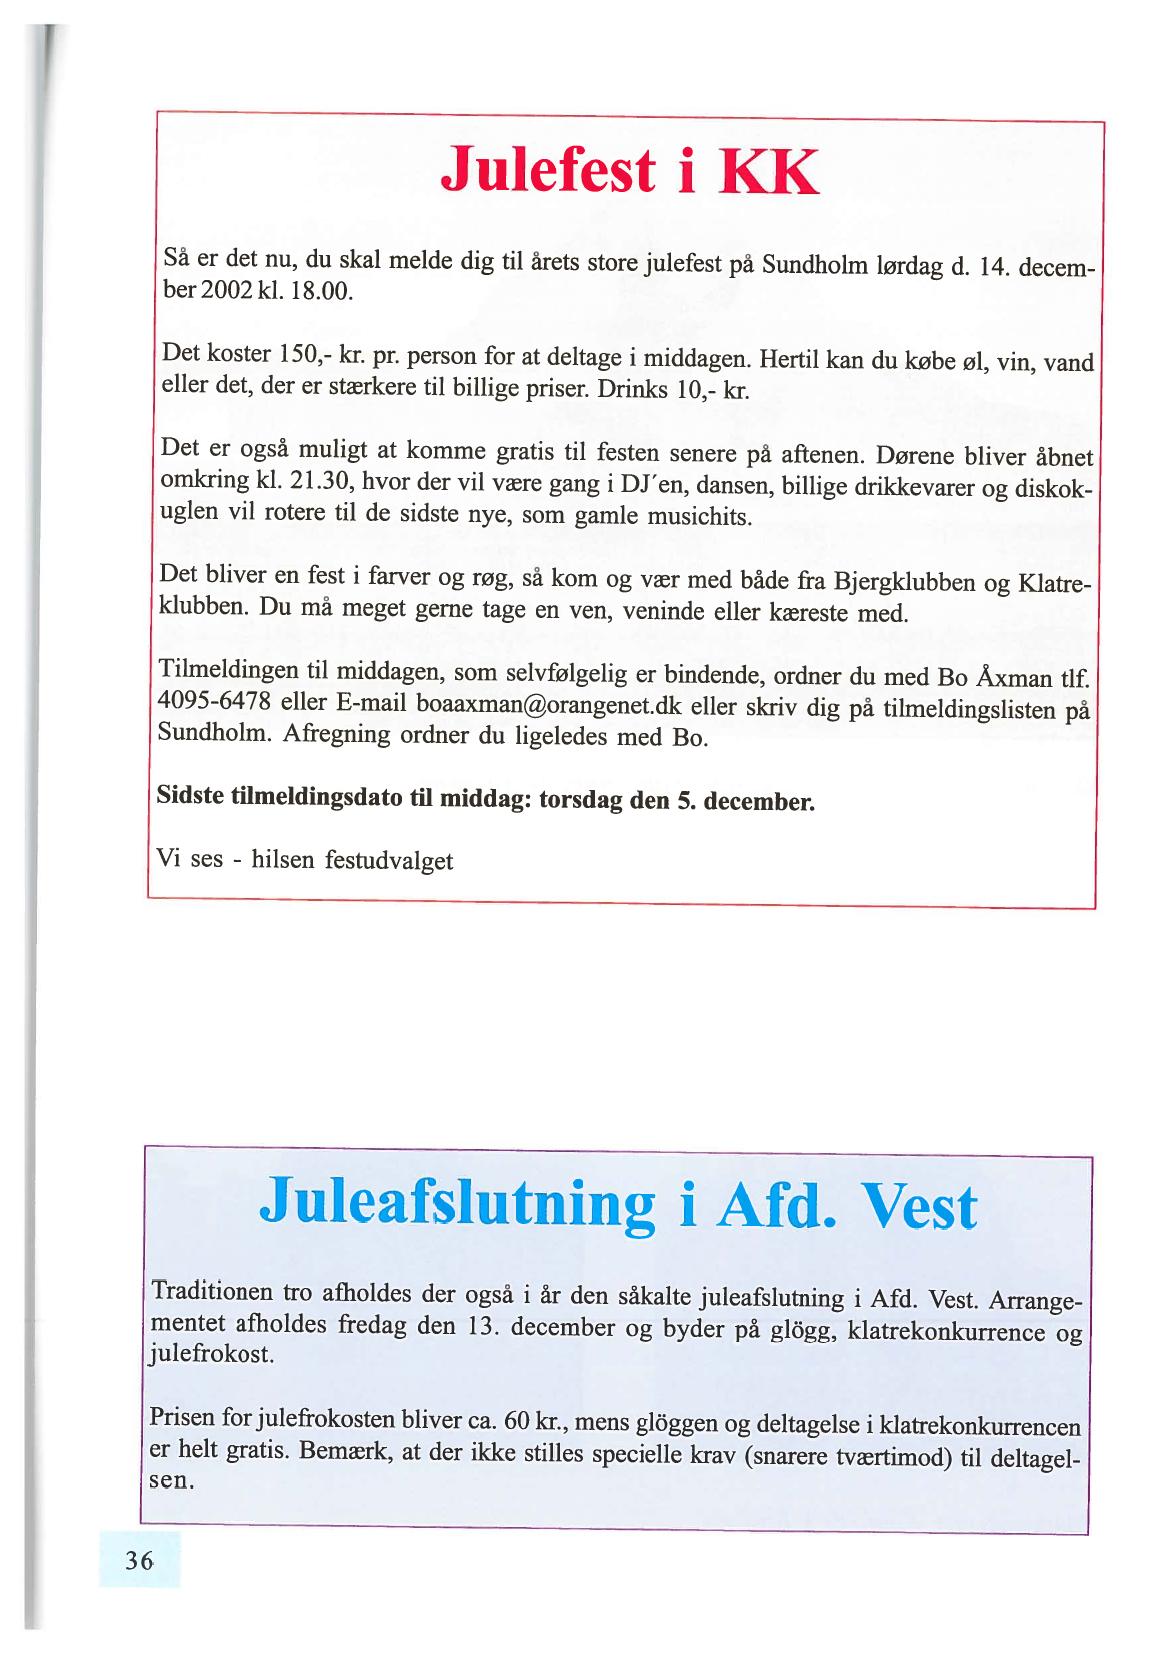 Julefest i KK
Så er det nu, du skal melde dig til årets store julefest på Sundholm lørdag d. 14. decem-
ber 2002 kl. 18.00.
Det koster 150,- kr. pr. person for at deltage i middagen. Hertil kan du købe øl, vin, vand
eller det, der er stærkere til billige priser. Drinks 10,- kr.
Det er også muligt at komme gratis til festen senere på aftenen. Dørene bliver åbnet
omkring kl. 21.30, hvor der vil være gang i DJ´en, dansen, billige drikkevarer og diskok-
uglen vil rotere til de sidste nye, som gamle musichits.
Det bliver en fest i farver og røg, så kom og vær med både fra Bjergklubben og Klatre-
klubben. Du må meget gerne tage en ven, veninde eller kæreste med.
Tilmeldingen til middagen, som selvfølgelig er bindende, ordner du med Bo Åxman tlf.
4095-6478 eller E-mail boaaxman@orangenet.dk eller skriv dig på tilmeldingslisten på
Sundholm. Afregning ordner du ligeledes med Bo.
Sidste tilmeldingsdato til middag: torsdag den 5. december.
Vi ses - hilsen festudvalget
Juleafslutning i Afd. Vest
Traditionen tro afholdes der også i år den såkalte juleafslutning i Afd. Vest. Arrange-
mentet afholdes fredag den 13. december og byder på glögg, klatrekonkurrence og
julefrokost.
Prisen for julefrokosten bliver ca. 60 kr., mens glöggen og deltagelse i klatrekonkurrencen
er helt gratis. Bemærk, at der ikke stilles specielle krav (snarere tværtimod) til deltagel-
sen.
36